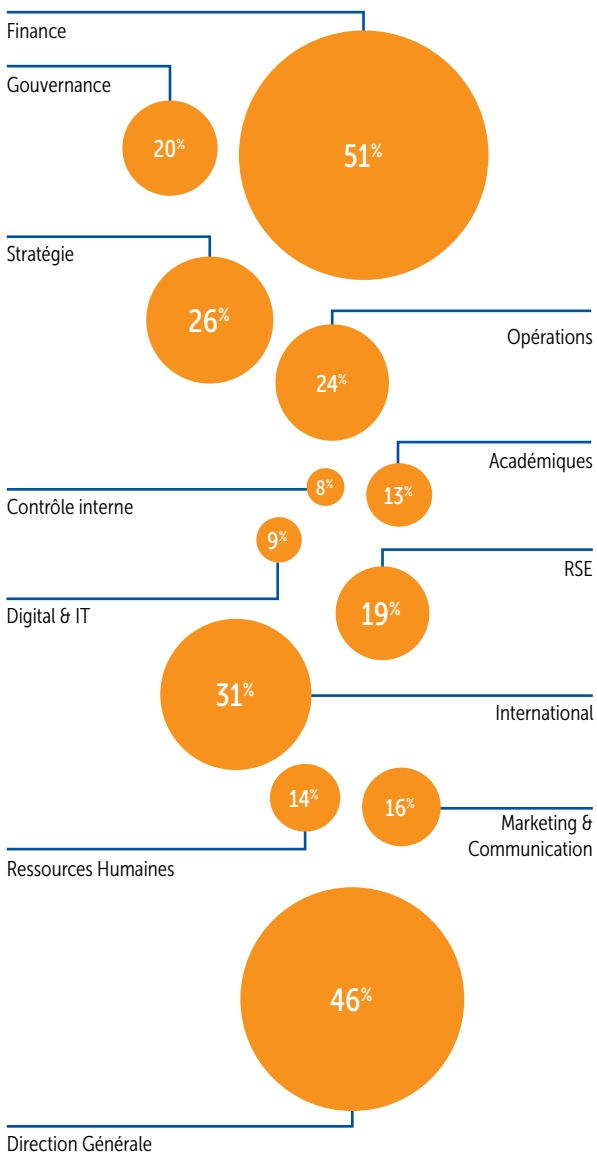 Finance
51%
Gouvernance
20%
Stratégie
26%
Opérations
24%
Académiques
13%
Contrôle interne
8%
9%
Digital & IT
RSE
19%
31%
International
14%
Ressources Humaines
16%
Marketing &
Communication
46%
Direction Générale